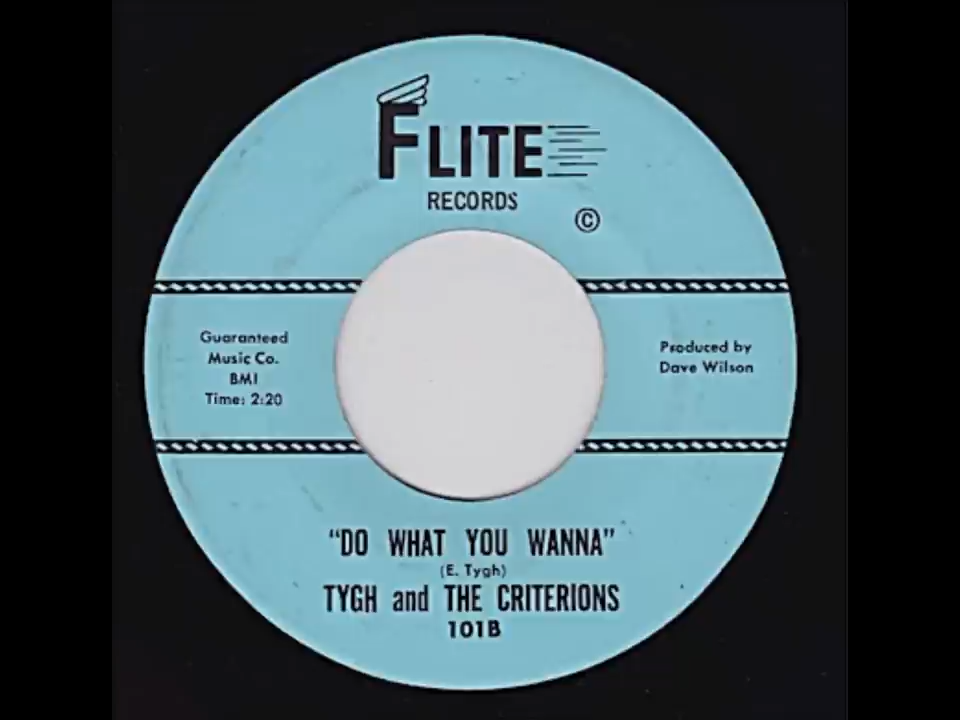 FLITE
RECORDS
©
Guaranteed
Music Co.
BMI
Time: 2:20
Produced by
Dave Wilson
"DO WHAT YOU WANNA"
(E. Tygh)
TYGH and THE CRITERIONS
101B